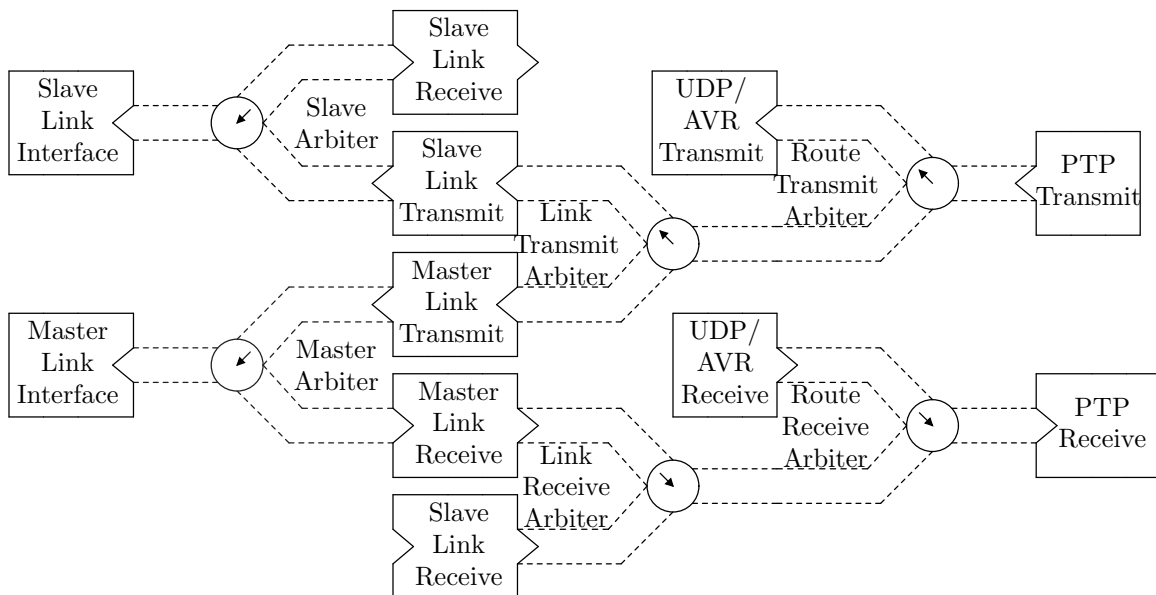 Slave
Link
Interface
Slave
Arbiter
Slave
Link
Receive
Slave
Link
Transmit
Link
Transmit
Arbiter
UDP/
AVR
Transmit
Route
Transmit
Arbiter
PTP
Transmit
Master
Link
Interface
Master
Arbiter
Master
Link
Transmit
Master
Link
Receive
Slave
Link
Receive
Link
Receive
Arbiter
UDP/
AVR
Receive
Route
Receive
Arbiter
PTP
Receive